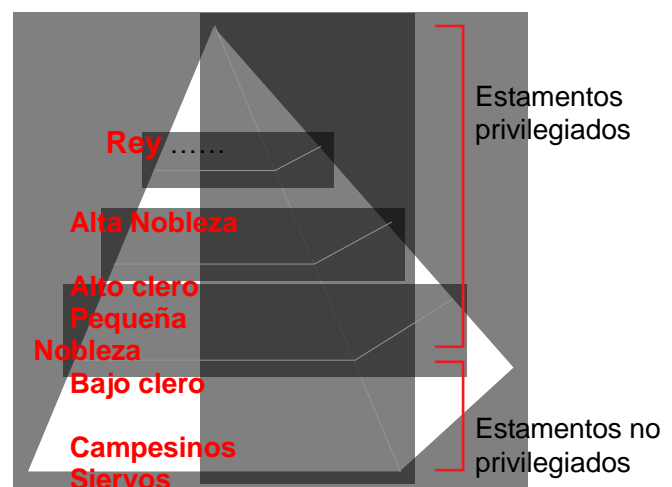 Estamentos
privilegiados
Rey ......
Alta Nobleza
Alto clero
Pequeña
Nobleza
Bajo clero
Campesinos
Siervos
Estamentos no
privilegiados